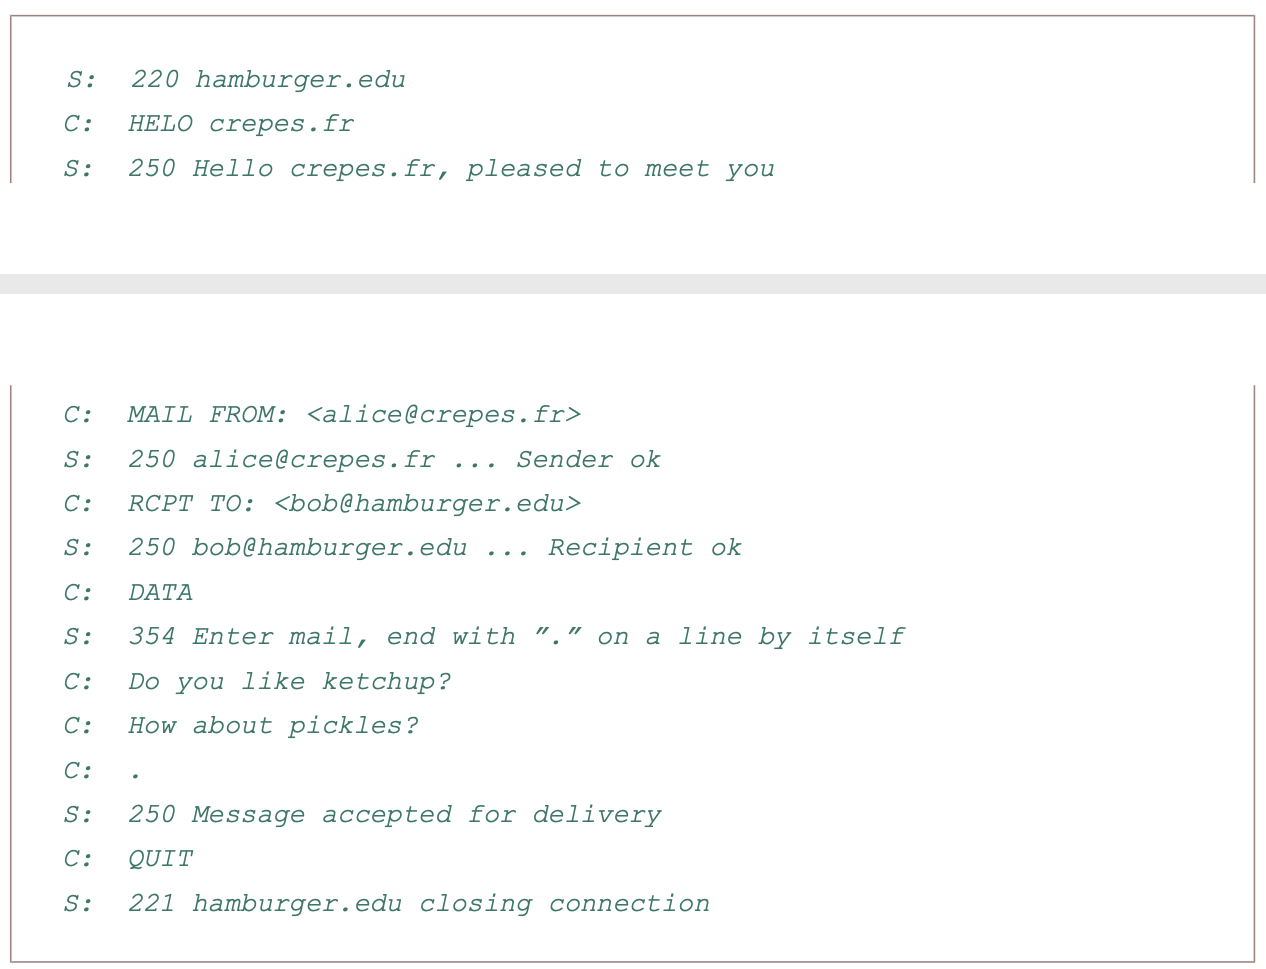 S: 220 hamburger.edu
C: HELO crepes.fr
S: 250 Hello crepes.fr, pleased to meet you
C: MAIL FROM: <alice@crepes.fr>
S: 250 alice@crepes.fr ... Sender ok
C: RCPT TO: <bob@hamburger.edu>
S: 250 bob@hamburger.edu ... Recipient ok
C: DATA
S: 354 Enter mail, end with ”.” on a line by itself
C: Do you like ketchup?
C: How about pickles?
C: .
S: 250 Message accepted for delivery
C: QUIT
S: 221 hamburger.edu closing connection